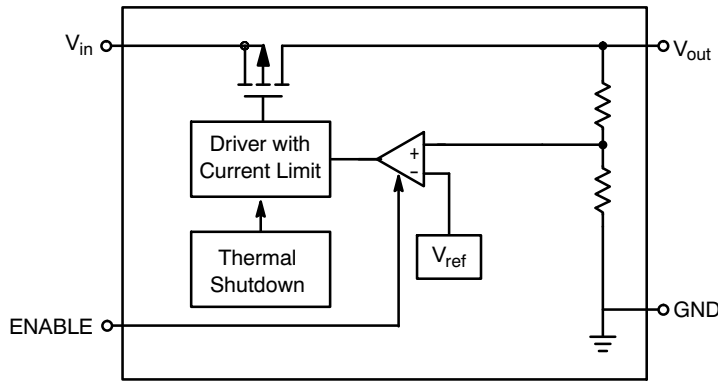 Vin
Vout
Driver with
Current Limit
+
-
Vref
Thermal
Shutdown
ENABLE
GND